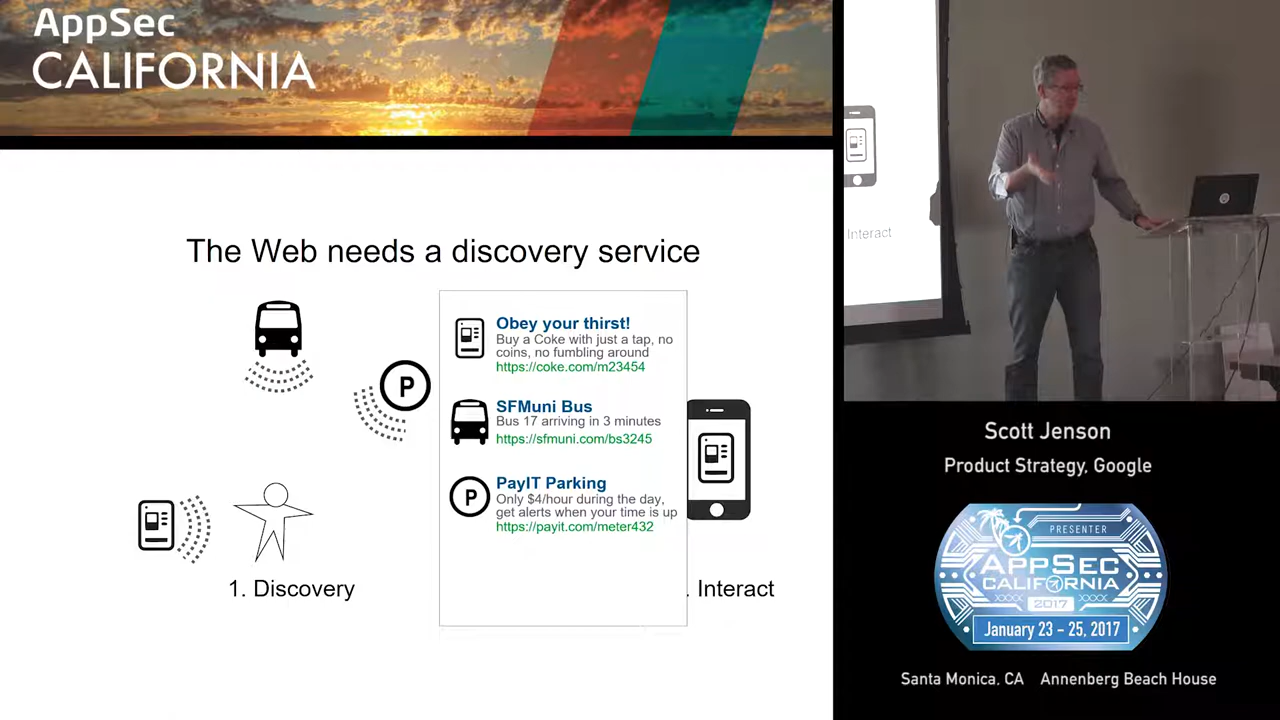 AppSec
CALIFORNIA
The Web needs a discovery service
Obey your thirst!
Buy a Coke with just a tap, no
coins, no fumbling around
https://coke.com/m23454
SFMuni Bus
Bus 17 arriving in 3 minutes
https://sfmuni.com/bs3245
P
P
PayIT Parking
Only $4/hour during the day,
get alerts when your time is up
https://payit.com/meter432
1. Discovery
. Interact
Interact
Scott Jenson
Product Strategy, Google
PRESENTER
APPSEC
CALIFORNIA
2017
January 23 - 25, 2017
Santa Monica, CA Annenberg Beach House